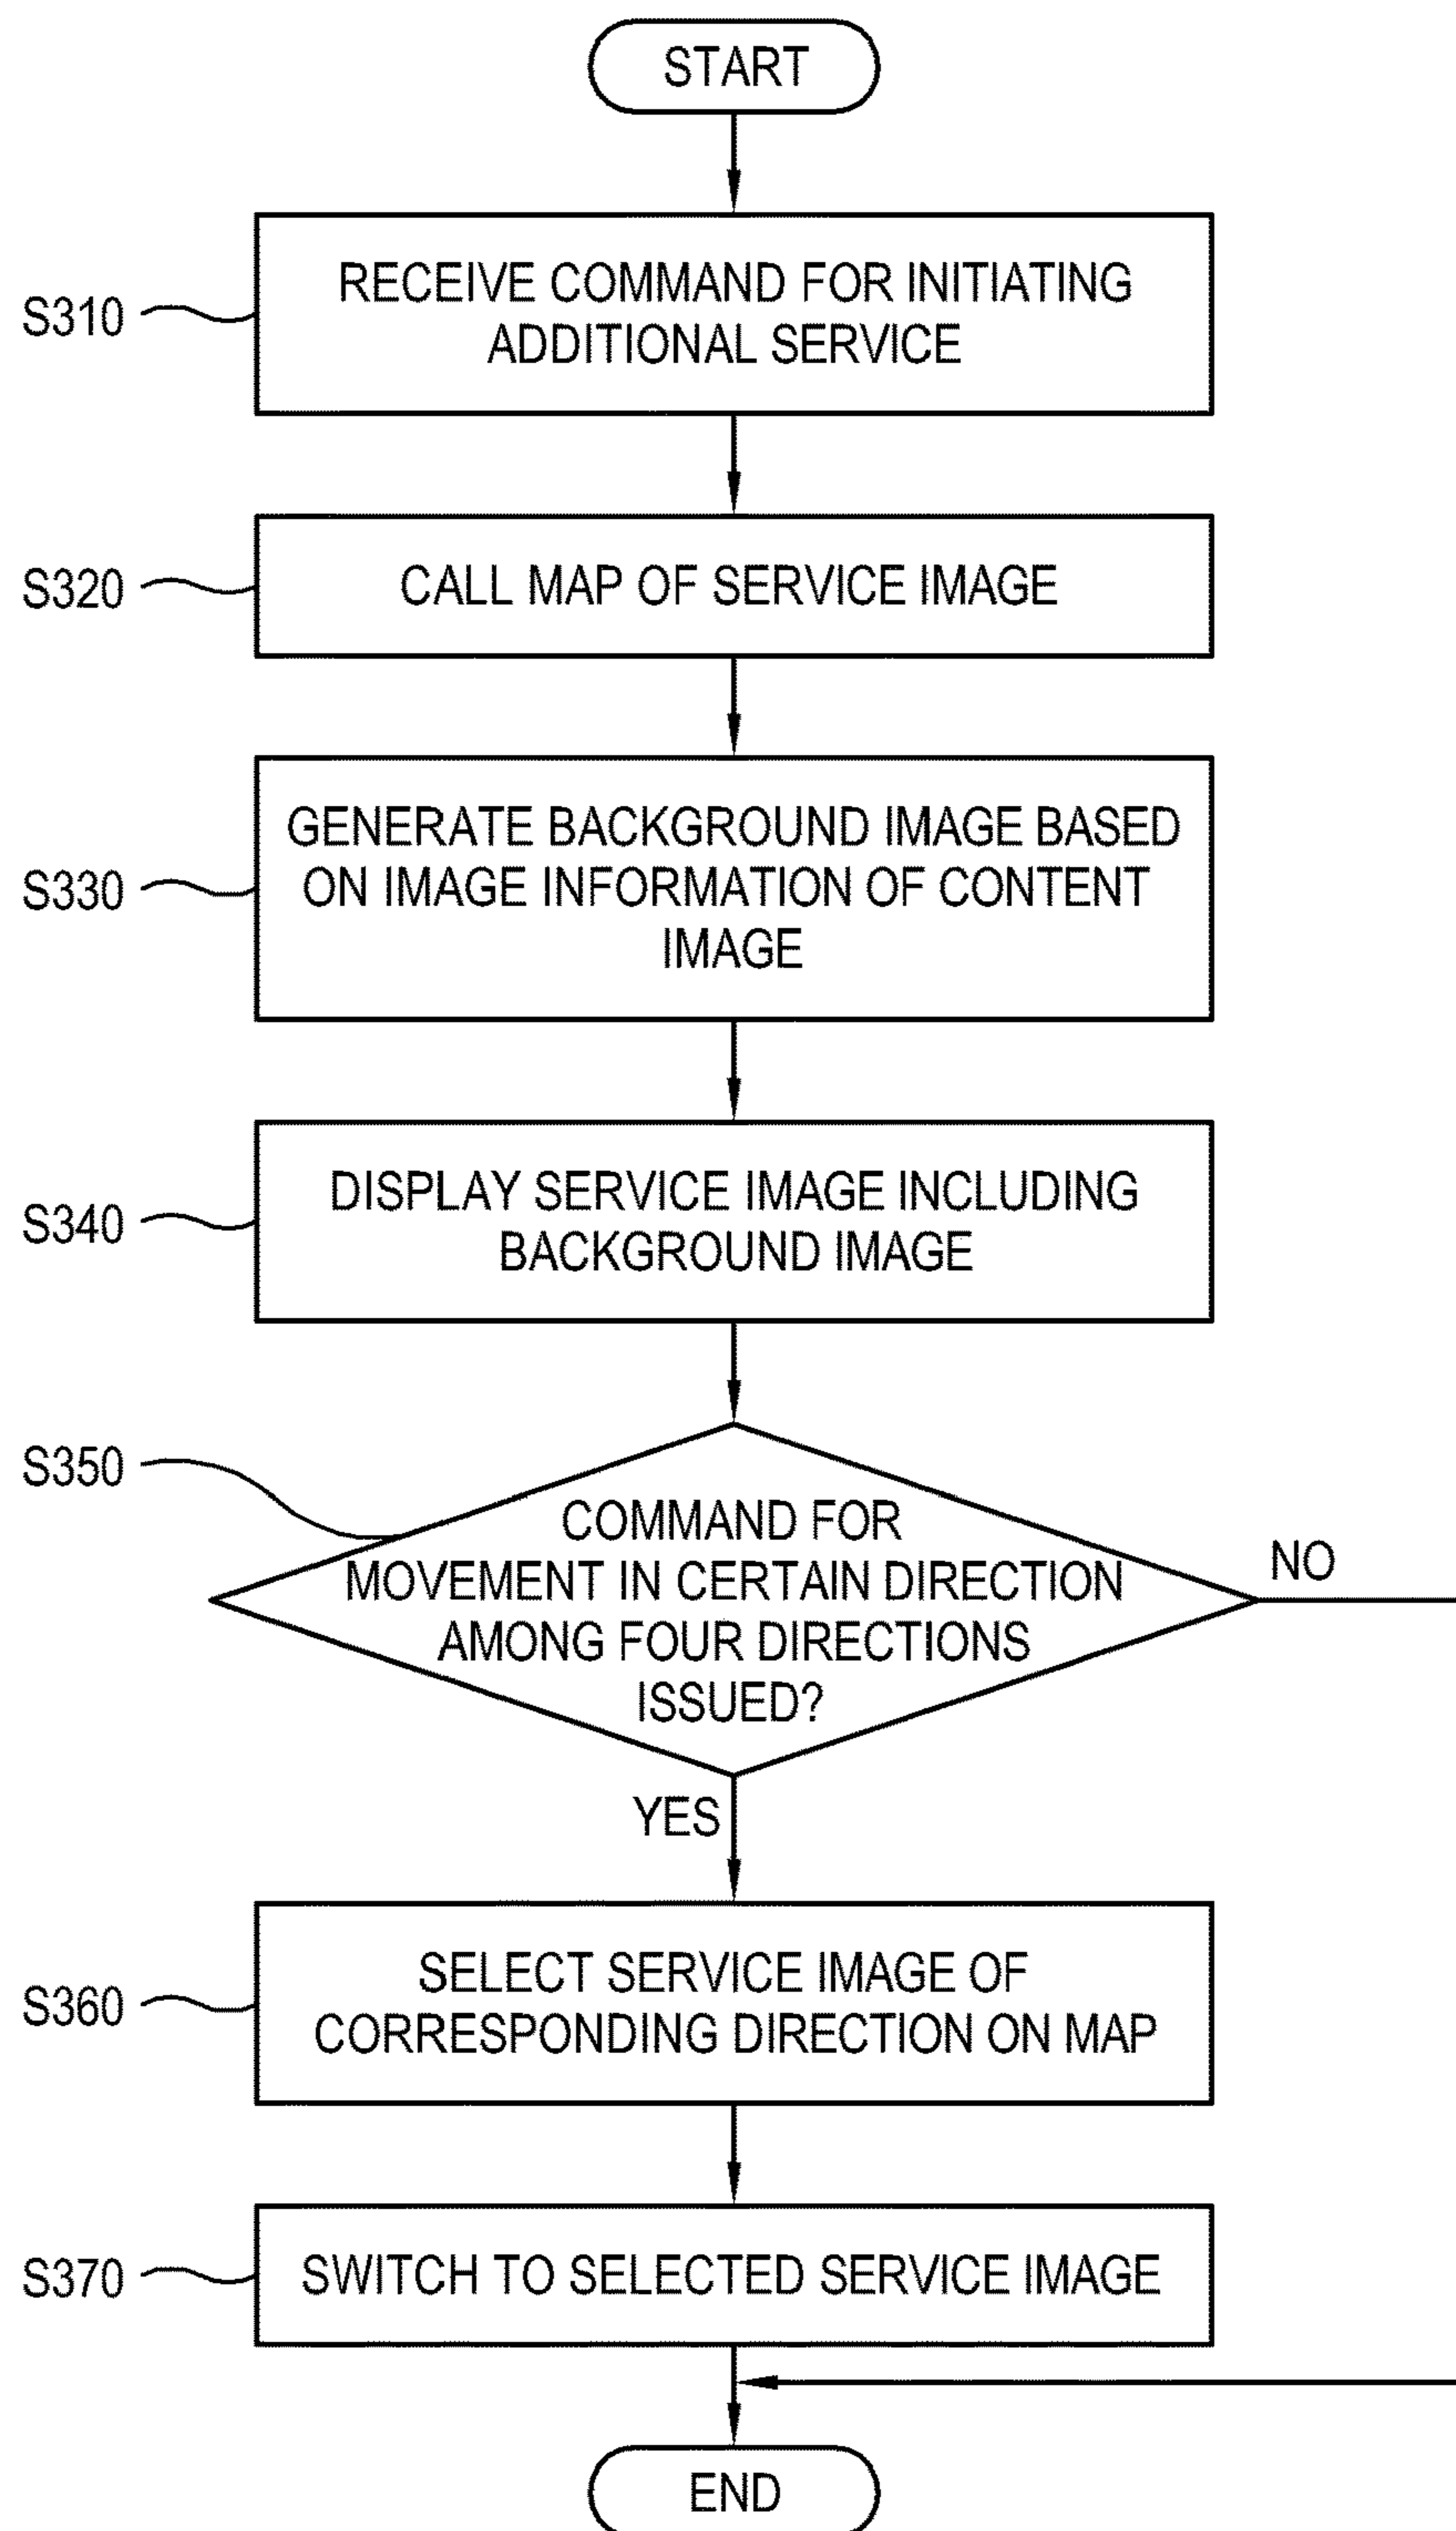 START
S310
RECEIVE COMMAND FOR INITIATING
ADDITIONAL SERVICE
S320
CALL MAP OF SERVICE IMAGE
S330
GENERATE BACKGROUND IMAGE BASED
ON IMAGE INFORMATION OF CONTENT
IMAGE
S340
DISPLAY SERVICE IMAGE INCLUDING
BACKGROUND IMAGE
S350
COMMAND FOR
MOVEMENT IN CERTAIN DIRECTION
AMONG FOUR DIRECTIONS
ISSUED?
NO
YES
S360
SELECT SERVICE IMAGE OF
CORRESPONDING DIRECTION ON MAP
S370
SWITCH TO SELECTED SERVICE IMAGE
END